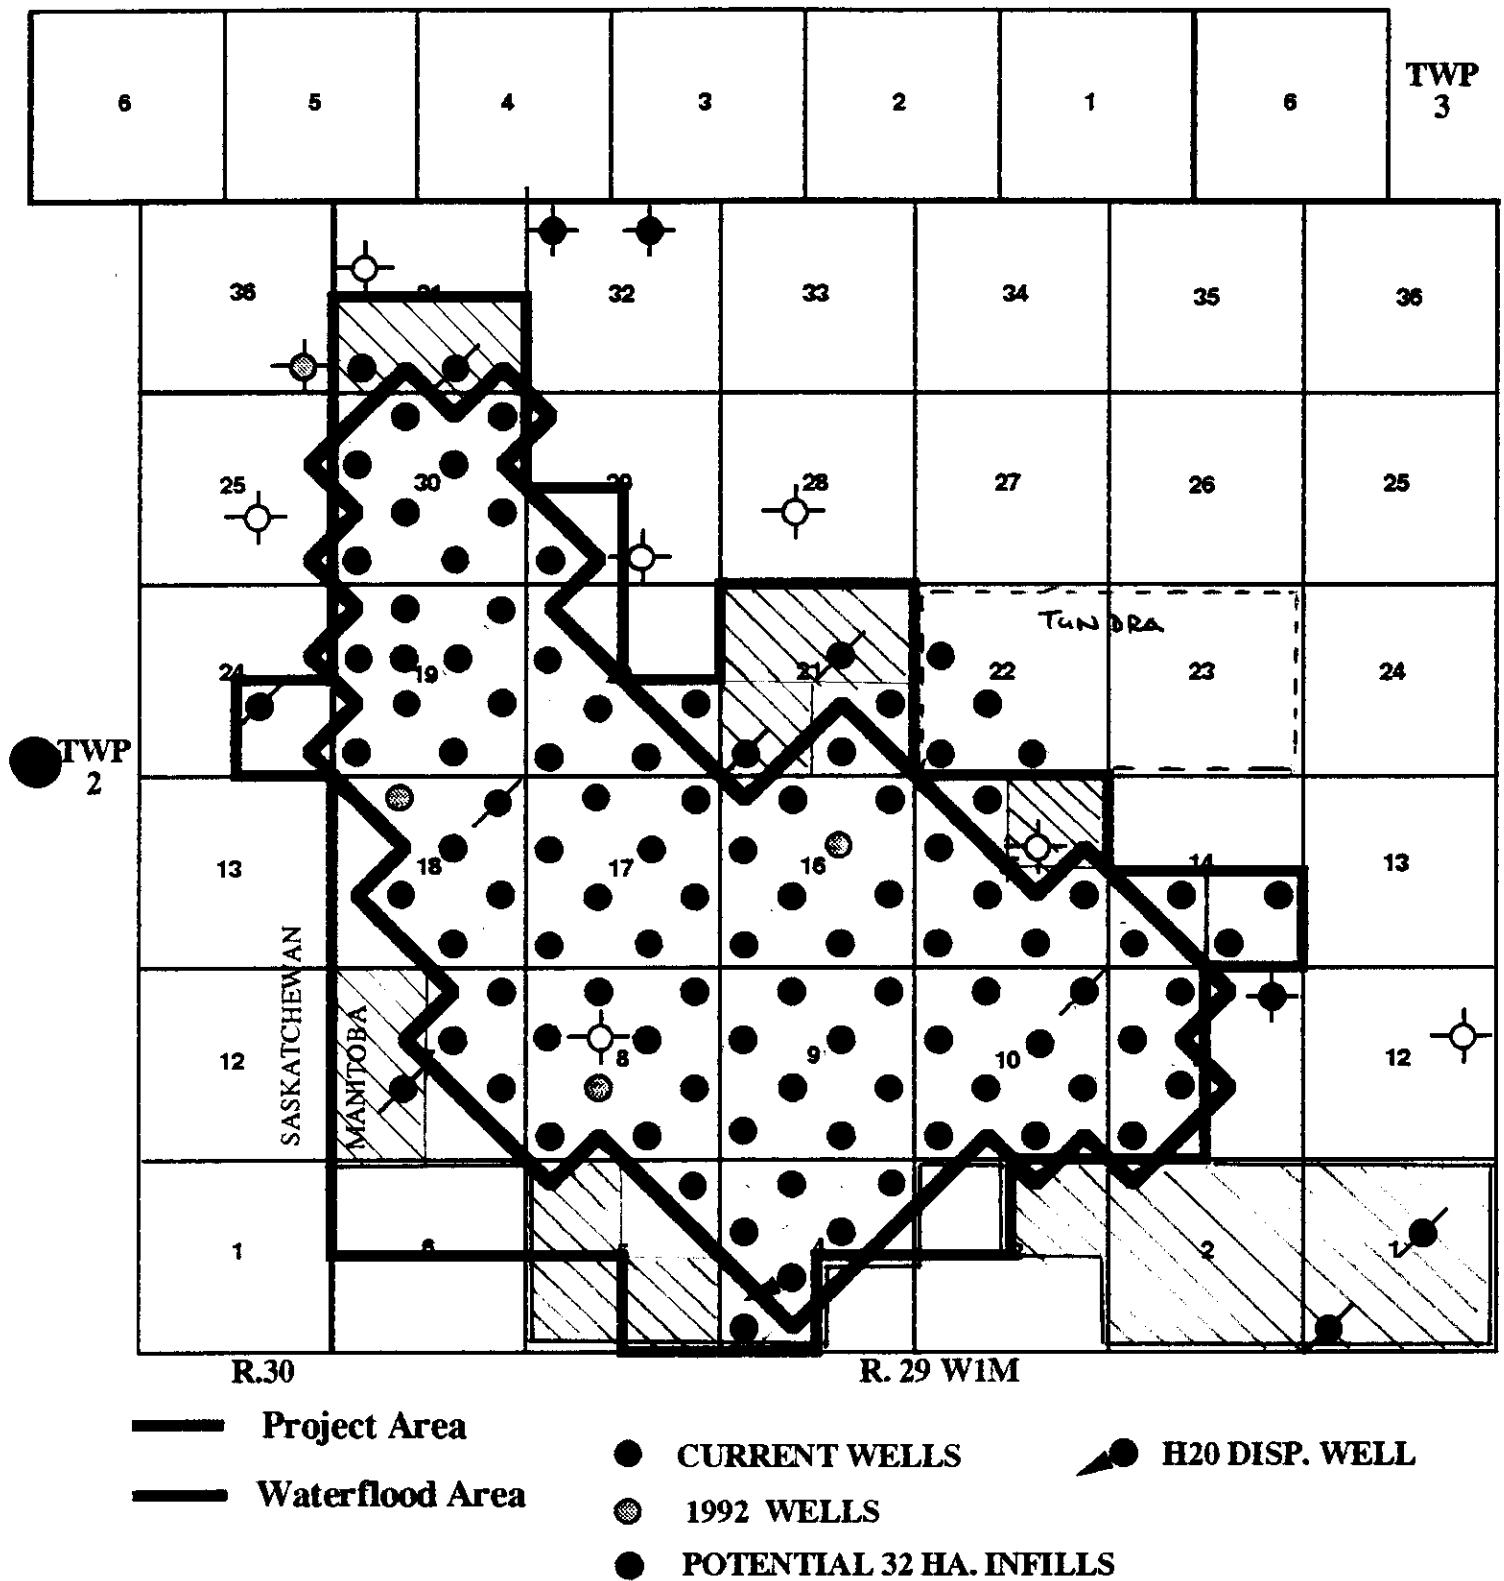 6 5 4 3 2 1 6
TWP
3
36 32 33 34 35 36
25 30 28 27 26 25
TUNDRA
24 19 21 22 23 24
TWP
2
13 18 17 16 14 13
SASKATCHEWAN
MANITOBA
12 8 9 10 12
1 6 2 1
R.30 R. 29 W1M
Project Area
Waterflood Area
CURRENT WELLS
1992 WELLS
POTENTIAL 32 HA. INFILLS
H20 DISP. WELL